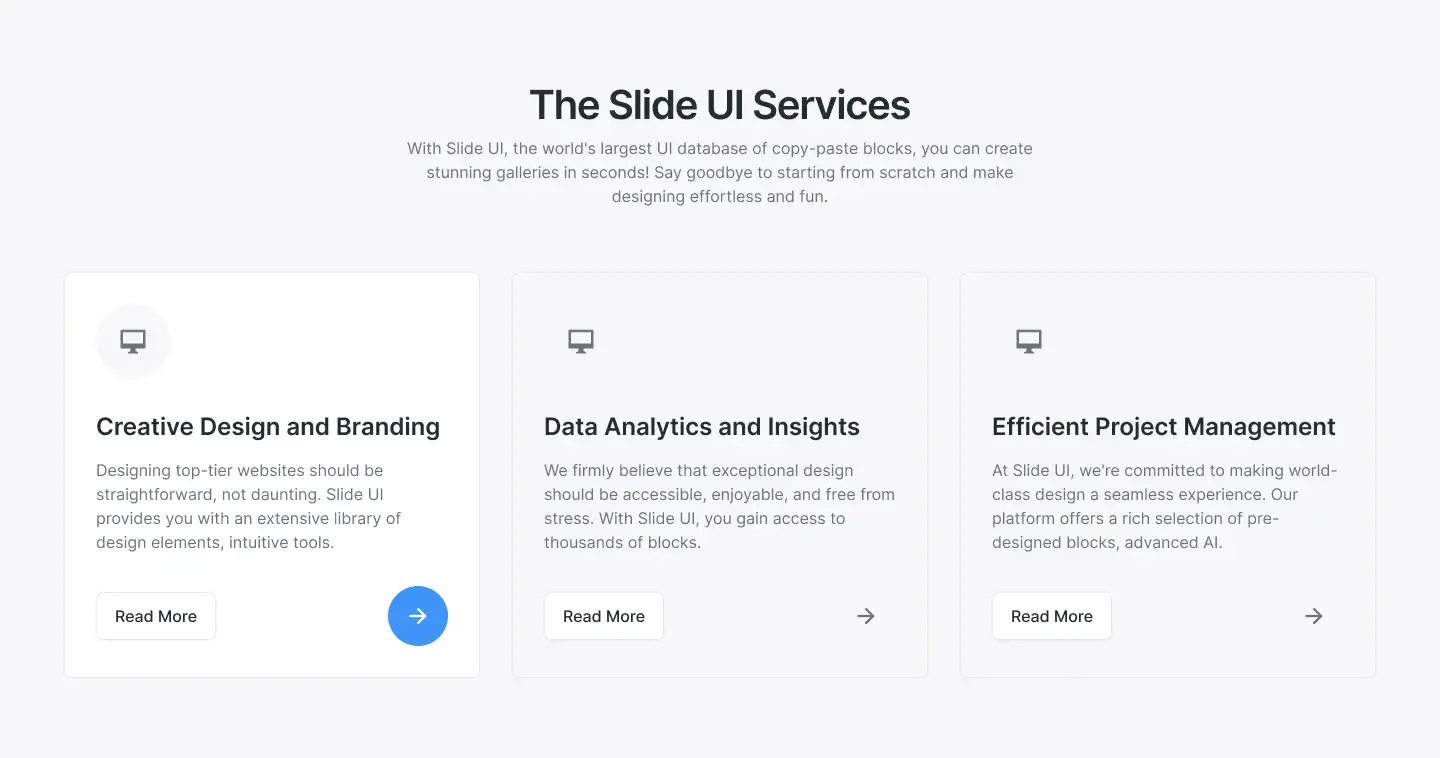 The Slide UI Services
With Slide UI, the world's largest UI database of copy-paste blocks, you can create
stunning galleries in seconds! Say goodbye to starting from scratch and make
designing effortless and fun.
Creative Design and Branding
Designing top-tier websites should be
straightforward, not daunting. Slide UI
provides you with an extensive library of
design elements, intuitive tools.
Read More
Data Analytics and Insights
We firmly believe that exceptional design
should be accessible, enjoyable, and free from
stress. With Slide UI, you gain access to
thousands of blocks.
Read More
Efficient Project Management
At Slide UI, we're committed to making world-
class design a seamless experience. Our
platform offers a rich selection of pre-
designed blocks, advanced AI.
Read More